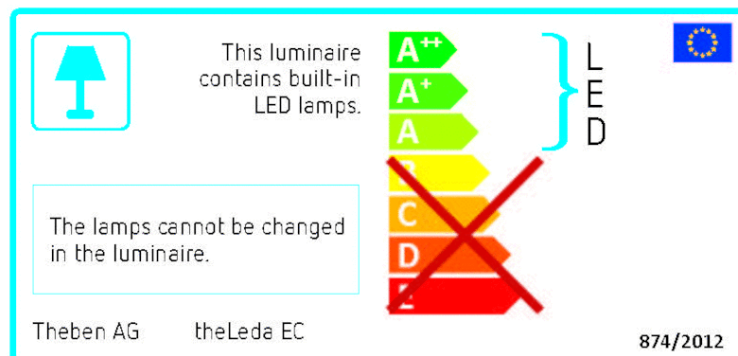 This luminaire
contains built-in
LED lamps.
A++
A+
A
B
C
D
E
L
E
D
The lamps cannot be changed
in the luminaire.
Theben AG theLeda EC
874/2012